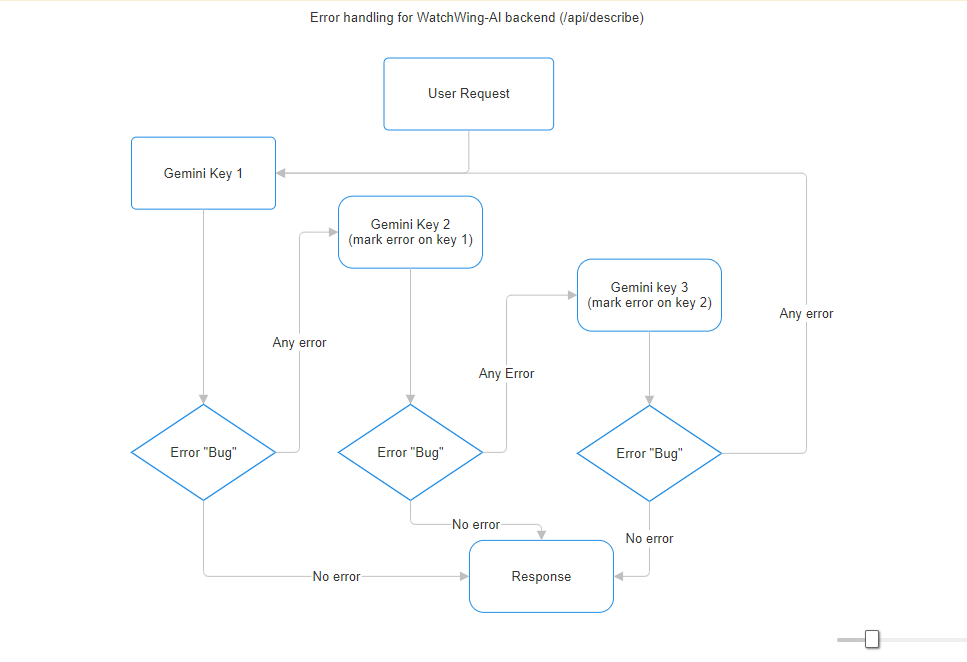 Error handling for WatchWing-AI backend (/api/describe)
User Request
Gemini Key 1
Gemini Key 2
(mark error on key 1)
Gemini key 3
(mark error on key 2)
Any error
Any error
Any Error
Error "Bug"
Error "Bug"
Error "Bug"
No error
No error
No error
Response